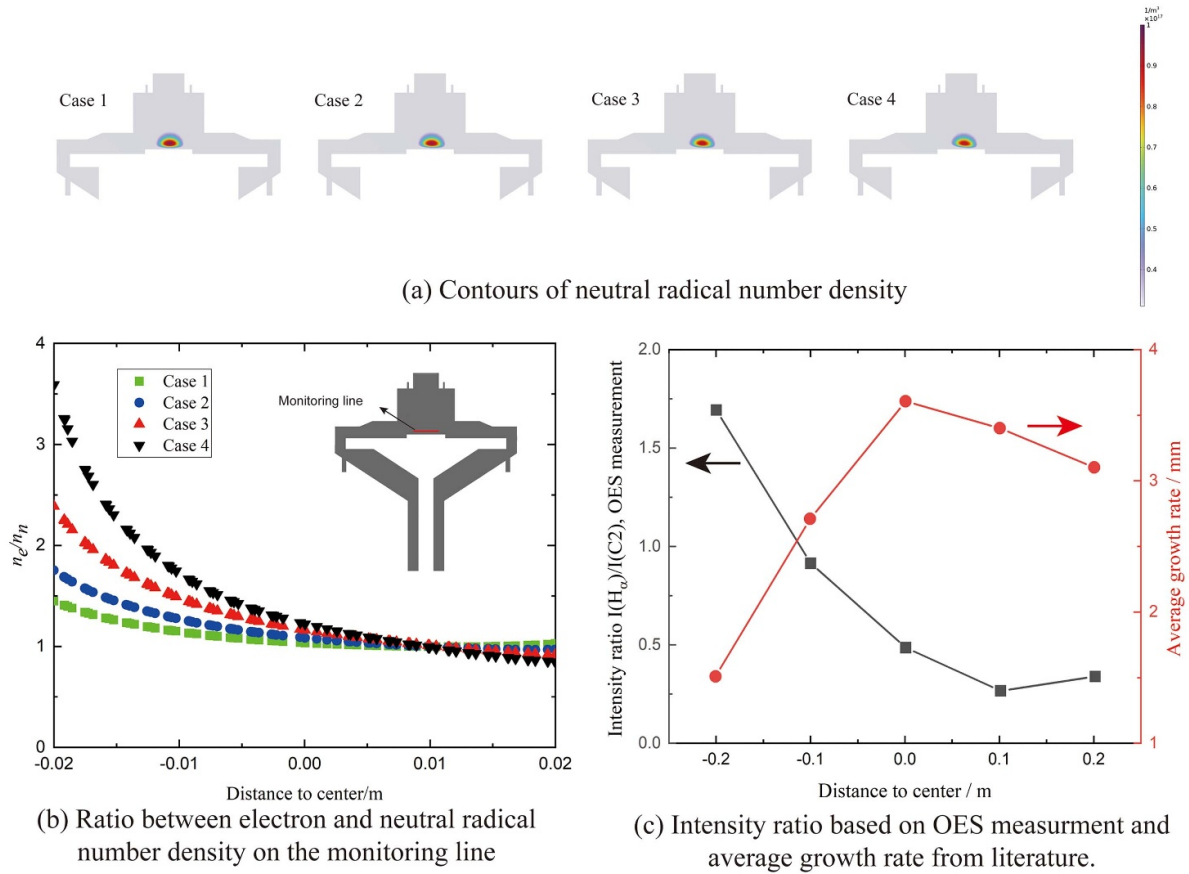 1/m³
×10¹⁷
1
0.9
0.8
0.7
0.6
0.5
0.4
Case 1
Case 2
Case 3
Case 4
(a) Contours of neutral radical number density
4
3
2
1
0
-0.02
-0.01
0.00
0.01
0.02
nₑ/nₙ
Distance to center/m
Case 1
Case 2
Case 3
Case 4
Monitoring line
(b) Ratio between electron and neutral radical
number density on the monitoring line
2.0
1.5
1.0
0.5
0.0
4
3
2
1
-0.2
-0.1
0.0
0.1
0.2
Intensity ratio I(Hα)/I(C2), OES measurement
Average growth rate / mm
Distance to center / m
(c) Intensity ratio based on OES measurment and
average growth rate from literature.